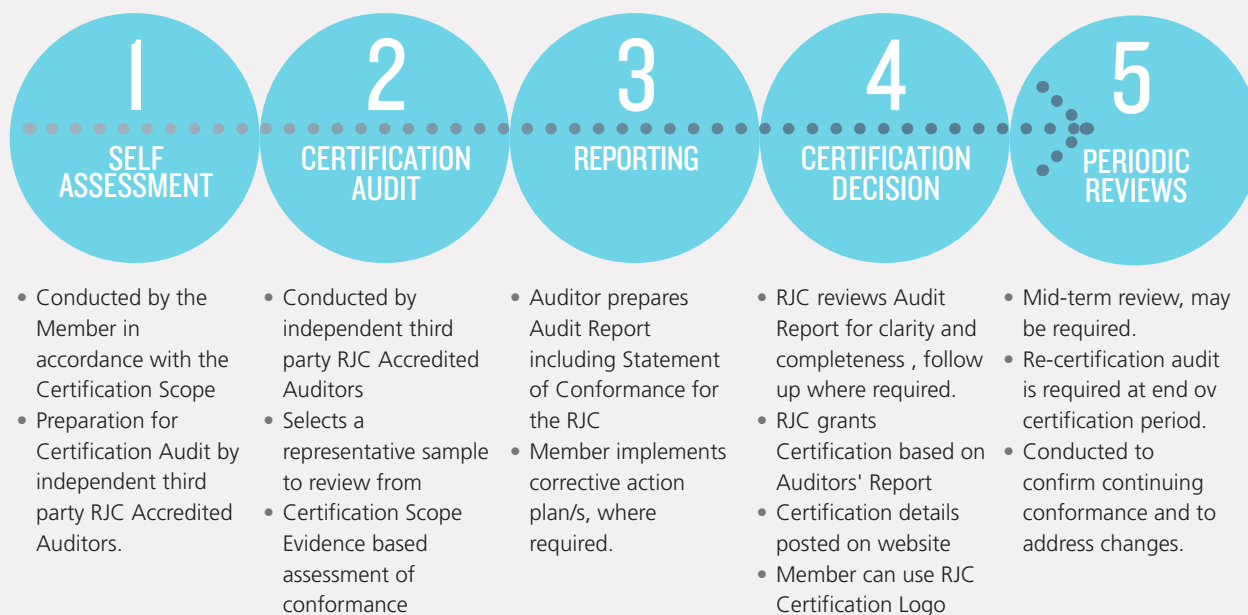 1
SELF
ASSESSMENT
• Conducted by the
Member in
accordance with the
Certification Scope
• Preparation for
Certification Audit by
independent third
party RJC Accredited
Auditors.
2
CERTIFICATION
AUDIT
• Conducted by
independent third
party RJC Accredited
Auditors
• Selects a
representative sample
to review from
• Certification Scope
Evidence based
assessment of
conformance
3
REPORTING
• Auditor prepares
Audit Report
including Statement
of Conformance for
the RJC
• Member implements
corrective action
plan/s, where
required.
4
CERTIFICATION
DECISION
• RJC reviews Audit
Report for clarity and
completeness , follow
up where required.
• RJC grants
Certification based on
Auditors' Report
• Certification details
posted on website
• Member can use RJC
Certification Logo
5
PERIODIC
REVIEWS
• Mid-term review, may
be required.
• Re-certification audit
is required at end ov
certification period.
• Conducted to
confirm continuing
conformance and to
address changes.